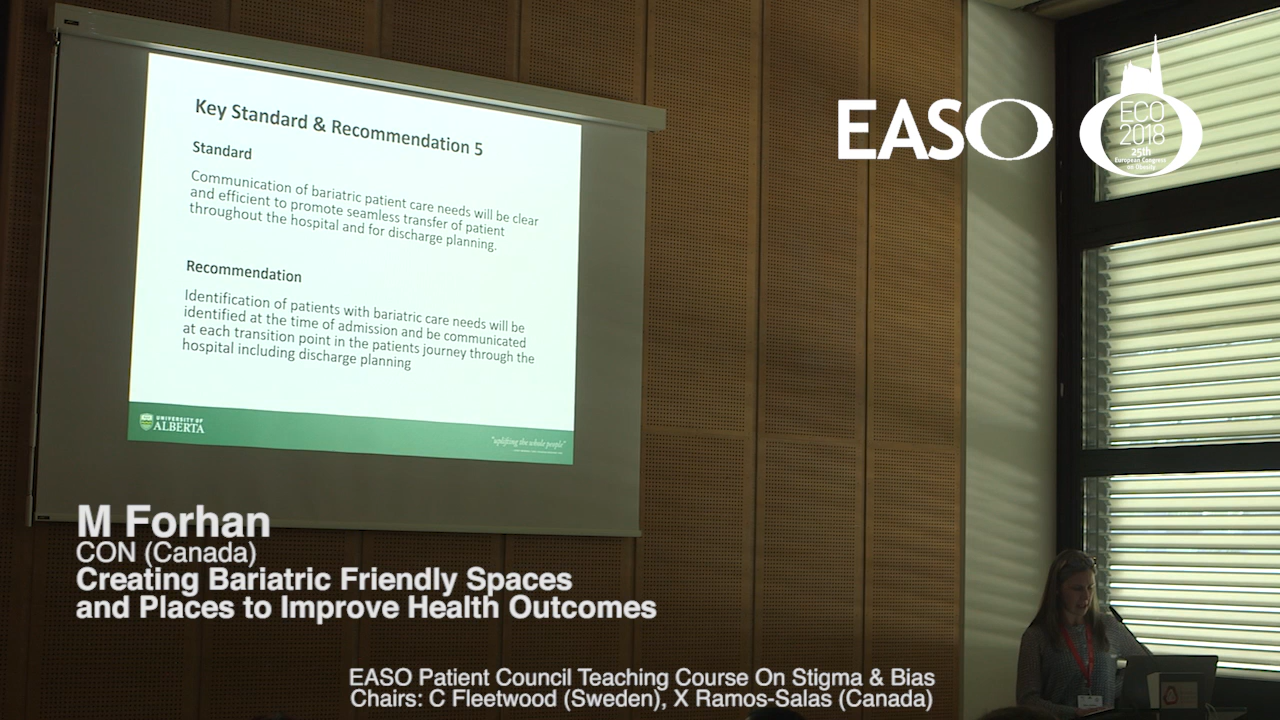 Key Standard & Recommendation 5
Standard
Communication of bariatric patient care needs will be clear
and efficient to promote seamless transfer of patient
throughout the hospital and for discharge planning.
Recommendation
Identification of patients with bariatric care needs will be
identified at the time of admission and be communicated
at each transition point in the patients journey through the
hospital including discharge planning
UNIVERSITY OF
ALBERTA
"uplifting the whole people"
EASO
ECO
2018
25th
European Congress
on Obesity
M Forhan
CON (Canada)
Creating Bariatric Friendly Spaces
and Places to Improve Health Outcomes
EASO Patient Council Teaching Course On Stigma & Bias
Chairs: C Fleetwood (Sweden), X Ramos-Salas (Canada)